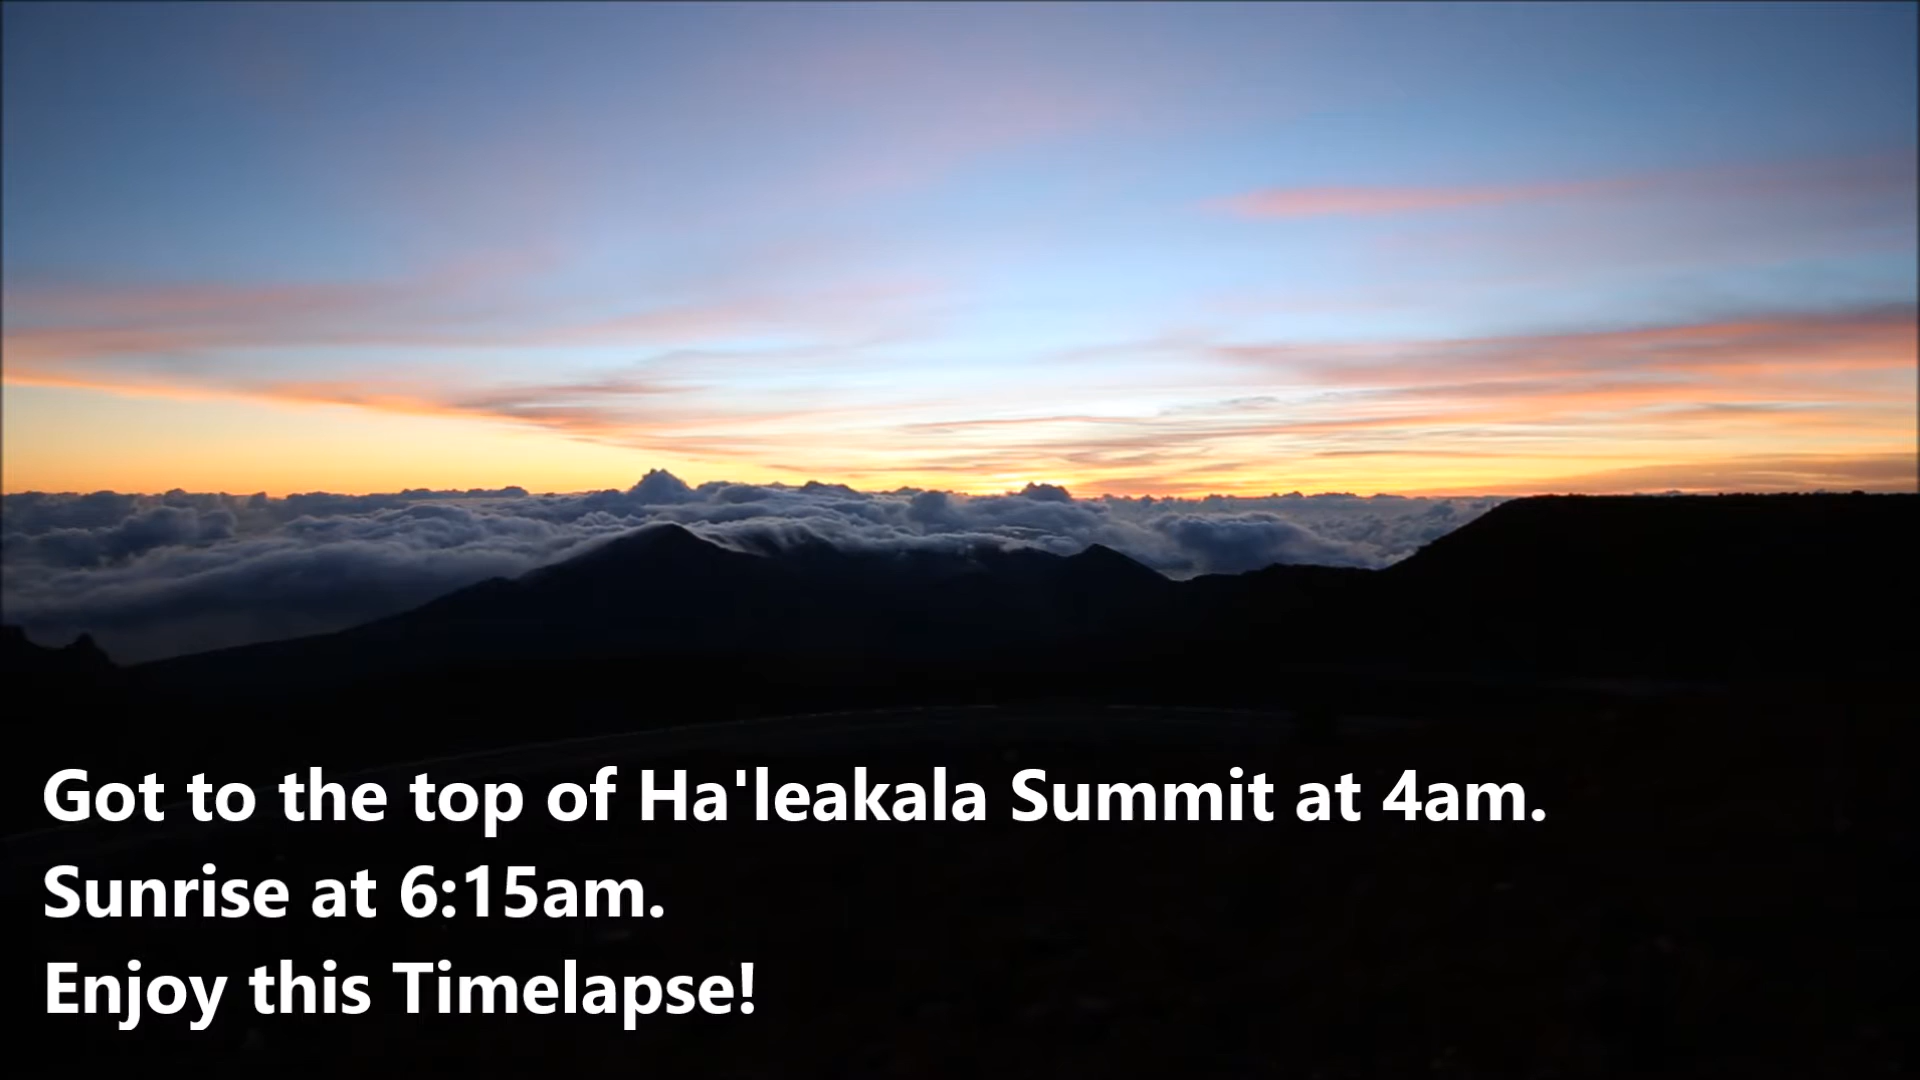 Got to the top of Ha'leakala Summit at 4am.
Sunrise at 6:15am.
Enjoy this Timelapse!